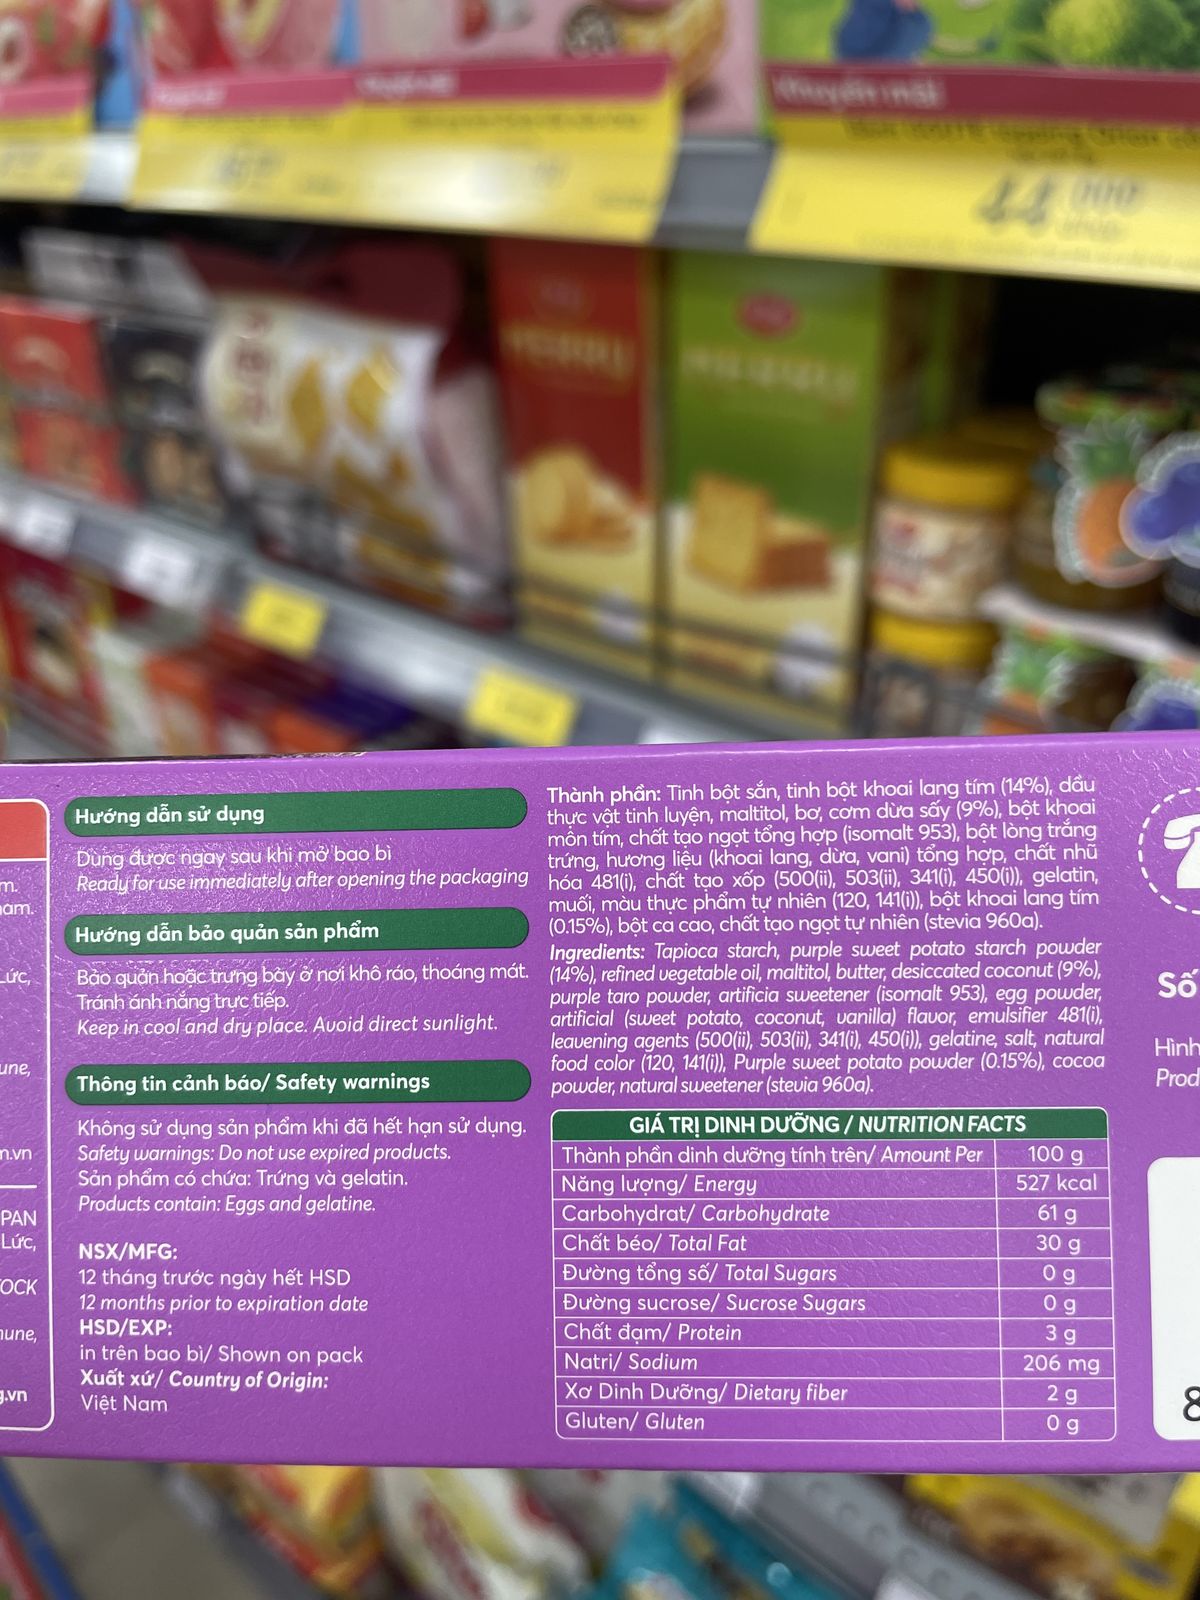 Khuyến mãi
44 000
Hướng dẫn sử dụng
Dùng được ngay sau khi mở bao bì
Ready for use immediately after opening the packaging
Hướng dẫn bảo quản sản phẩm
Bảo quản hoặc trưng bày ở nơi khô ráo, thoáng mát.
Tránh ánh nắng trực tiếp.
Keep in cool and dry place. Avoid direct sunlight.
Thông tin cảnh báo/ Safety warnings
Không sử dụng sản phẩm khi đã hết hạn sử dụng.
Safety warnings: Do not use expired products.
Sản phẩm có chứa: Trứng và gelatin.
Products contain: Eggs and gelatine.
NSX/MFG:
12 tháng trước ngày hết HSD
12 months prior to expiration date
HSD/EXP:
in trên bao bì/ Shown on pack
Xuất xứ/ Country of Origin:
Việt Nam
Thành phần: Tinh bột sắn, tinh bột khoai lang tím (14%), dầu
thực vật tinh luyện, maltitol, bơ, cơm dừa sấy (9%), bột khoai
môn tím, chất tạo ngọt tổng hợp (isomalt 953), bột lòng trắng
trứng, hương liệu (khoai lang, dừa, vani) tổng hợp, chất nhũ
hóa 481(i), chất tạo xốp (500(ii), 503(ii), 341(i), 450(i)), gelatin,
muối, màu thực phẩm tự nhiên (120, 141(i)), bột khoai lang tím
(0.15%), bột ca cao, chất tạo ngọt tự nhiên (stevia 960a).
Ingredients: Tapioca starch, purple sweet potato starch powder
(14%), refined vegetable oil, maltitol, butter, desiccated coconut (9%),
purple taro powder, artificia sweetener (isomalt 953), egg powder,
artificial (sweet potato, coconut, vanilla) flavor, emulsifier 481(i),
leavening agents (500(ii), 503(ii), 341(i), 450(i)), gelatine, salt, natural
food color (120, 141(i)), Purple sweet potato powder (0.15%), cocoa
powder, natural sweetener (stevia 960a).
GIÁ TRỊ DINH DƯỠNG / NUTRITION FACTS
Thành phần dinh dưỡng tính trên/ Amount Per 100 g
Năng lượng/ Energy 527 kcal
Carbohydrat/ Carbohydrate 61 g
Chất béo/ Total Fat 30 g
Đường tổng số/ Total Sugars 0 g
Đường sucrose/ Sucrose Sugars 0 g
Chất đạm/ Protein 3 g
Natri/ Sodium 206 mg
Xơ Dinh Dưỡng/ Dietary fiber 2 g
Gluten/ Gluten 0 g
Lức,
PAN
Lức,
Số
Hình
Prod
8